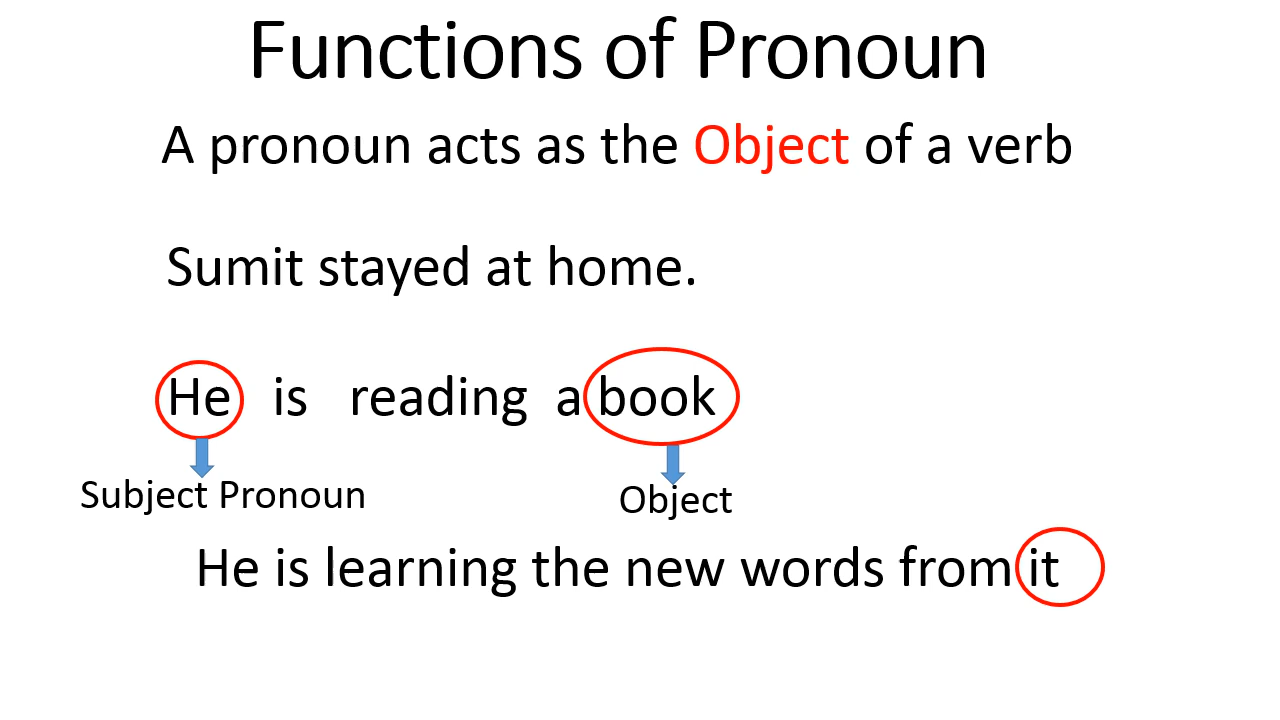 Functions of Pronoun
A pronoun acts as the Object of a verb
Sumit stayed at home.
He is reading a book
Subject Pronoun Object
He is learning the new words from it